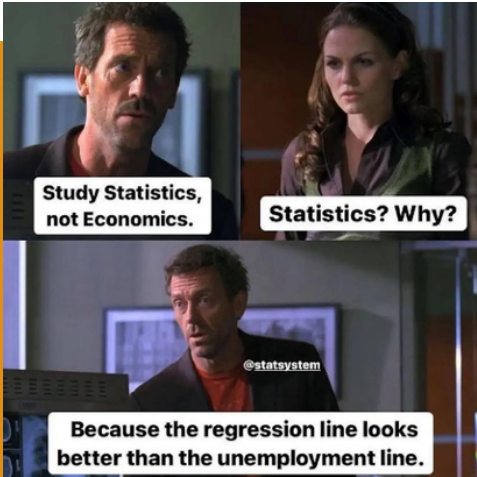 Study Statistics,
not Economics.
Statistics? Why?
@statsystem
Because the regression line looks
better than the unemployment line.